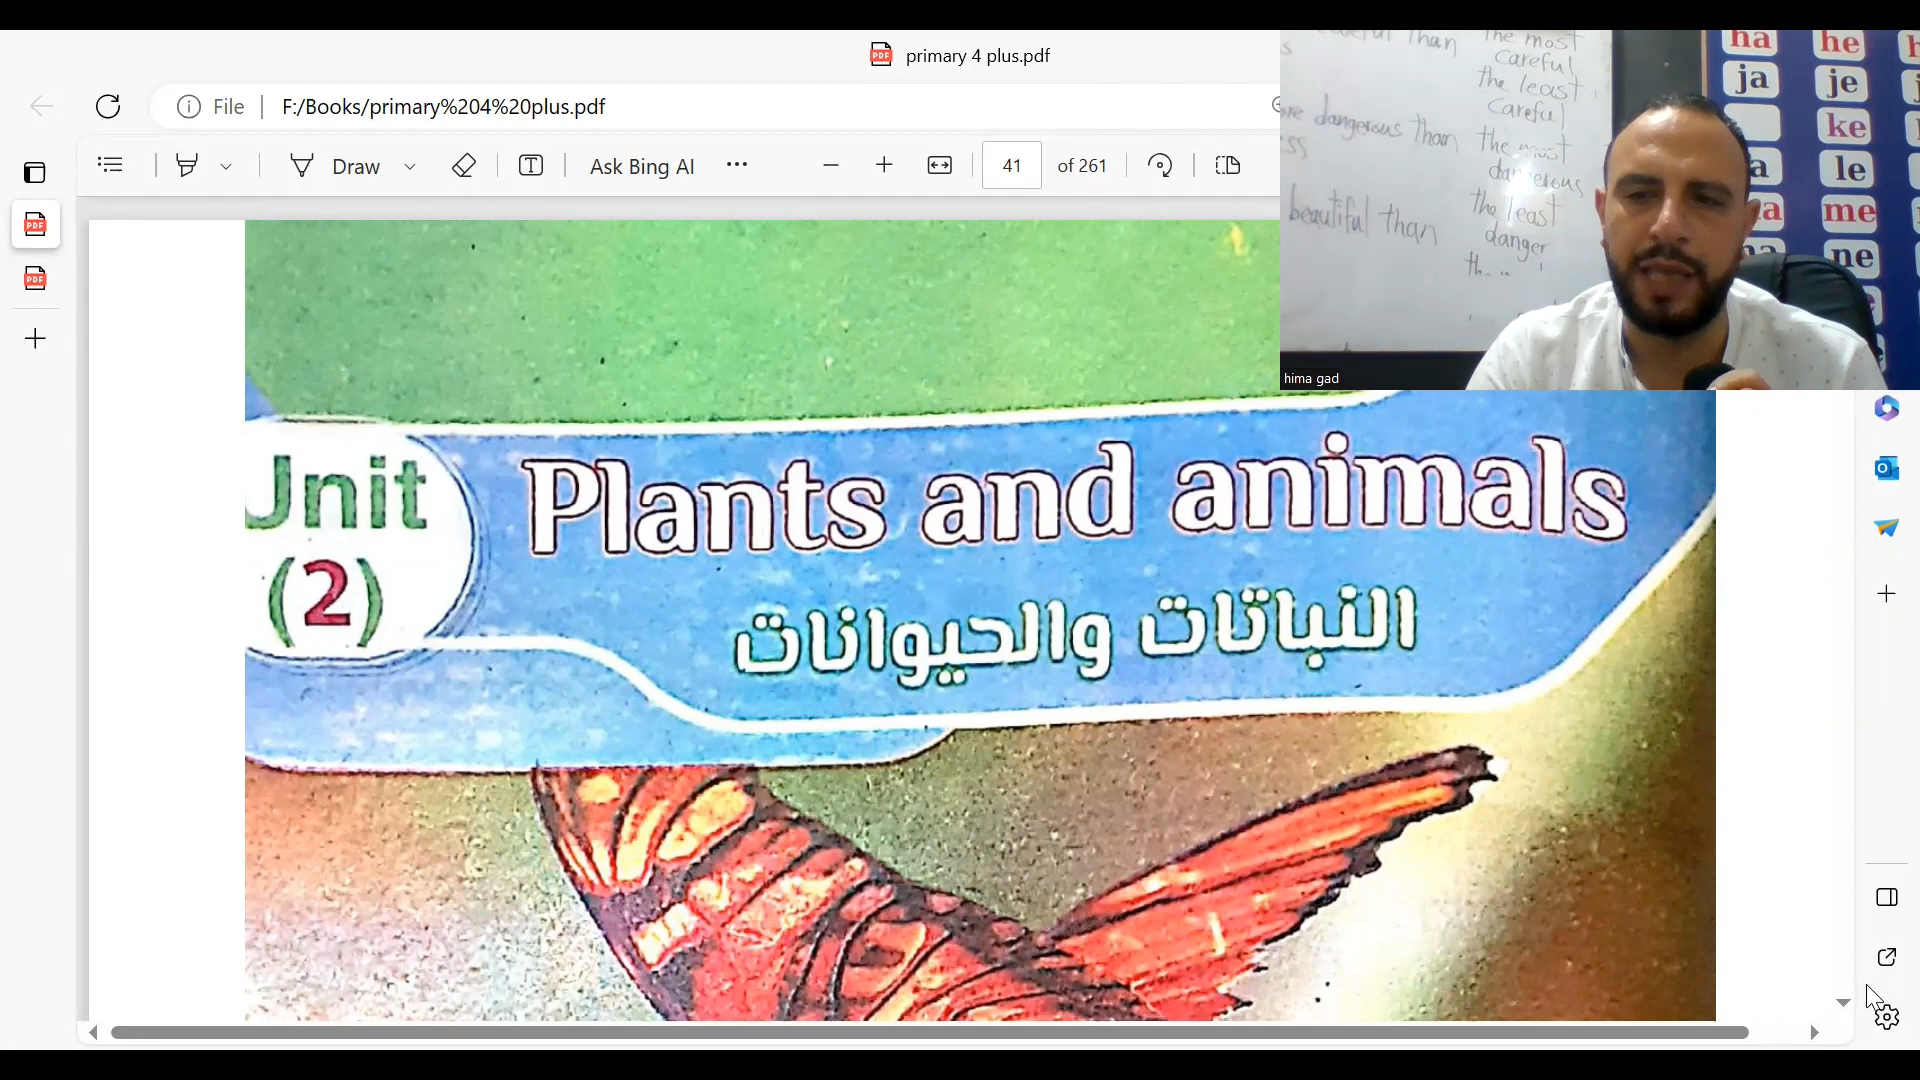 primary 4 plus.pdf
File
F:/Books/primary%204%20plus.pdf
Draw
Ask Bing AI
41 of 261
Unit
(2)
Plants and animals
النباتات والحيوانات
than
the most
careful
the least
careful
dangerous than
the most
dangerous
the least
danger
beautiful than
hima gad
ha he
ja je
ke
le
me
ne